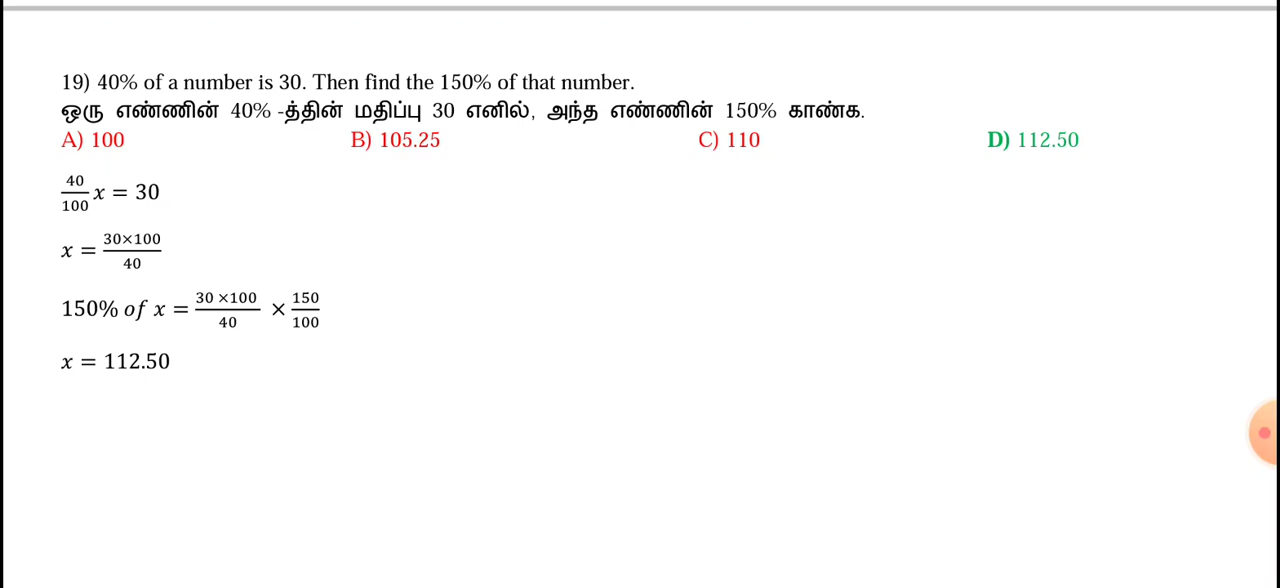 19) 40% of a number is 30. Then find the 150% of that number.
ஒரு எண்ணின் 40% -த்தின் மதிப்பு 30 எனில், அந்த எண்ணின் 150% காண்க.
A) 100 B) 105.25 C) 110 D) 112.50
40/100 x = 30
x = 30×100/40
150% of x = 30 ×100/40 × 150/100
x = 112.50